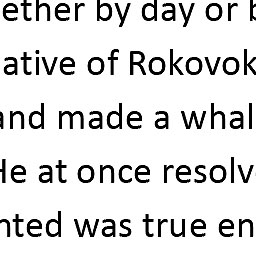 ether by day or b
ative of Rokovok
and made a whal
He at once resolv
nted was true en